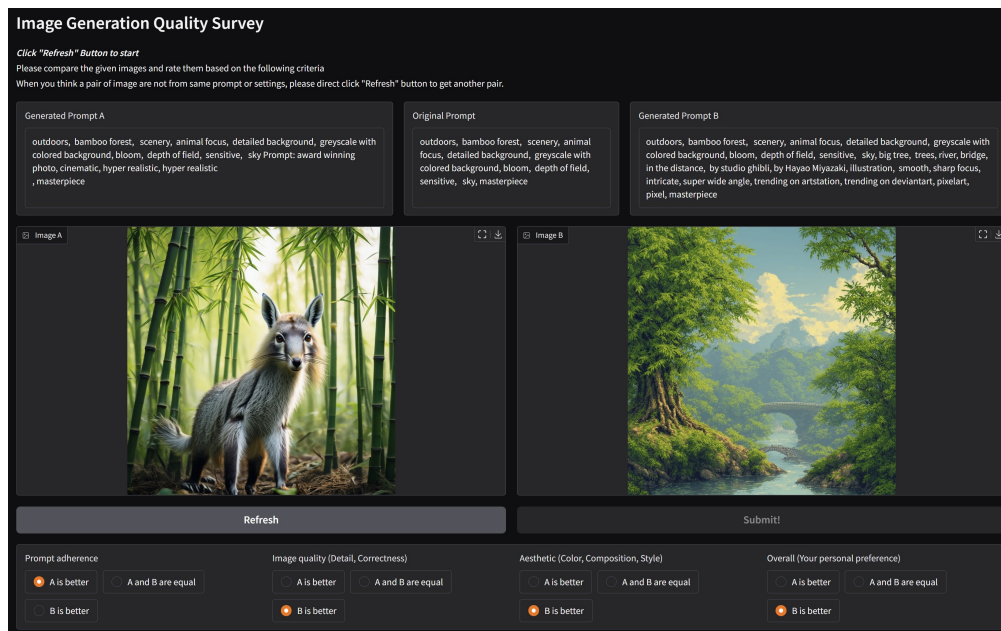 Image Generation Quality Survey
Click "Refresh" Button to start
Please compare the given images and rate them based on the following criteria
When you think a pair of image are not from same prompt or settings, please direct click "Refresh" button to get another pair.
Generated Prompt A
outdoors, bamboo forest, scenery, animal focus, detailed background, greyscale with
colored background, bloom, depth of field, sensitive, sky Prompt: award winning
photo, cinematic, hyper realistic, hyper realistic
, masterpiece
Original Prompt
outdoors, bamboo forest, scenery, animal
focus, detailed background, greyscale with
colored background, bloom, depth of field,
sensitive, sky, masterpiece
Generated Prompt B
outdoors, bamboo forest, scenery, animal focus, detailed background, greyscale with
colored background, bloom, depth of field, sensitive, sky, big tree, trees, river, bridge,
in the distance, by studio ghibli, by Hayao Miyazaki, illustration, smooth, sharp focus,
intricate, super wide angle, trending on artstation, trending on deviantart, pixelart,
pixel, masterpiece
Image A
Image B
Refresh
Submit!
Prompt adherence
A is better
A and B are equal
B is better
Image quality (Detail, Correctness)
A is better
A and B are equal
B is better
Aesthetic (Color, Composition, Style)
A is better
A and B are equal
B is better
Overall (Your personal preference)
A is better
A and B are equal
B is better